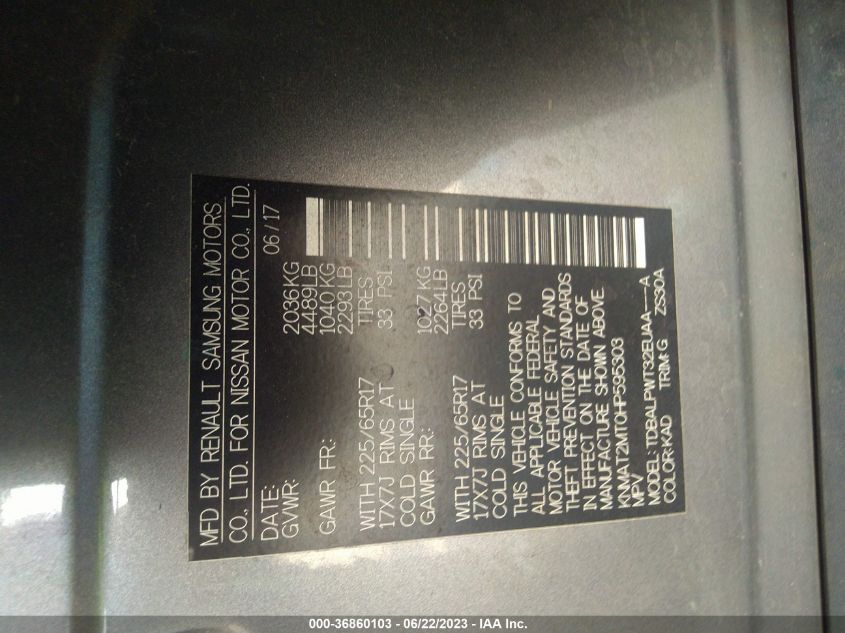 MFD BY RENAULT SAMSUNG MOTORS
CO., LTD. FOR NISSAN MOTOR CO., LTD.
DATE: 06/17
GVWR: 2036KG
4489LB
GAWR FR: 1040KG
2293LB
WITH 225/65R17 TIRES
17X7J RIMS AT 33 PSI
COLD SINGLE
GAWR RR: 1027KG
2264LB
WITH 225/65R17 TIRES
17X7J RIMS AT 33 PSI
COLD SINGLE
THIS VEHICLE CONFORMS TO
ALL APPLICABLE FEDERAL
MOTOR VEHICLE SAFETY AND
THEFT PREVENTION STANDARDS
IN EFFECT ON THE DATE OF
MANUFACTURE SHOWN ABOVE
KNMAT2MT0HP595303
MPV
MODEL: TDBALPWT32EUAA---A
COLOR: KAD TRIM: G ZS30A
000-36860103 - 06/22/2023 - IAA Inc.